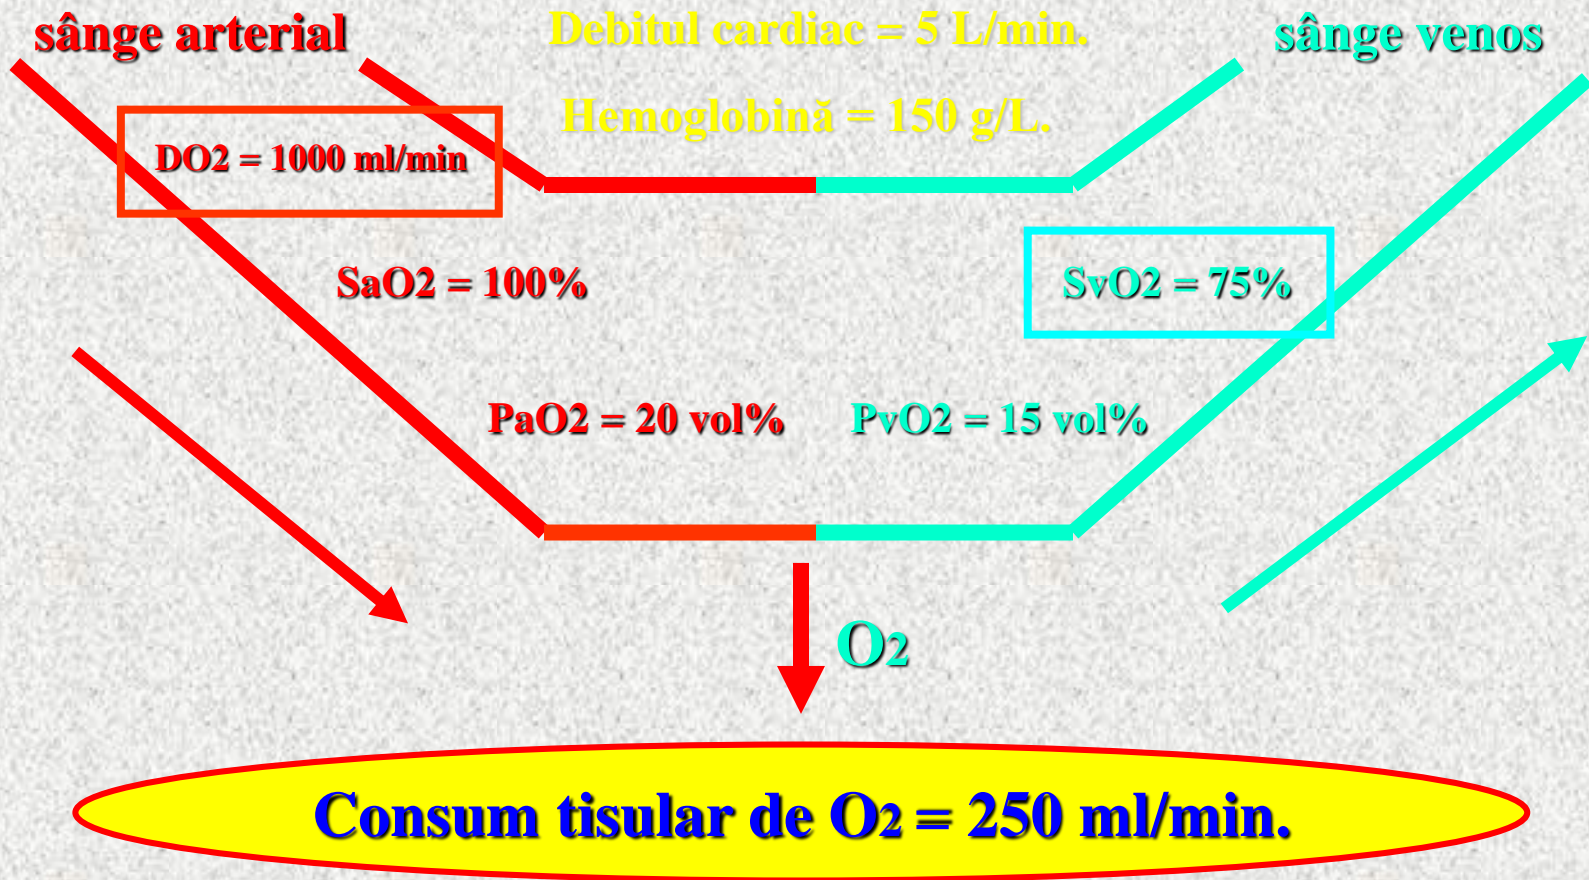 sânge arterial
Debitul cardiac = 5 L/min.
sânge venos
Hemoglobină = 150 g/L.
DO2 = 1000 ml/min
SaO2 = 100%
SvO2 = 75%
PaO2 = 20 vol%
PvO2 = 15 vol%
O2
Consum tisular de O2 = 250 ml/min.